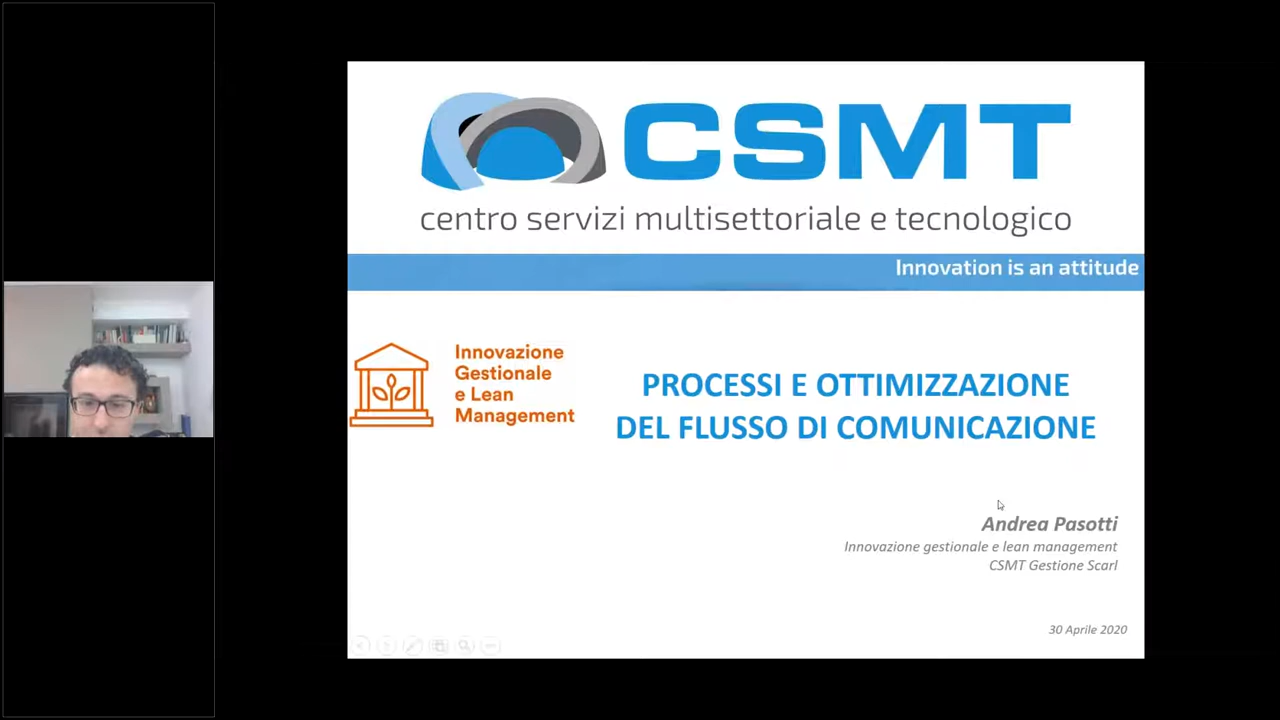 CSMT
centro servizi multisettoriale e tecnologico
Innovation is an attitude
Innovazione
Gestionale
e Lean
Management
PROCESSI E OTTIMIZZAZIONE
DEL FLUSSO DI COMUNICAZIONE
Andrea Pasotti
Innovazione gestionale e lean management
CSMT Gestione Scarl
30 Aprile 2020